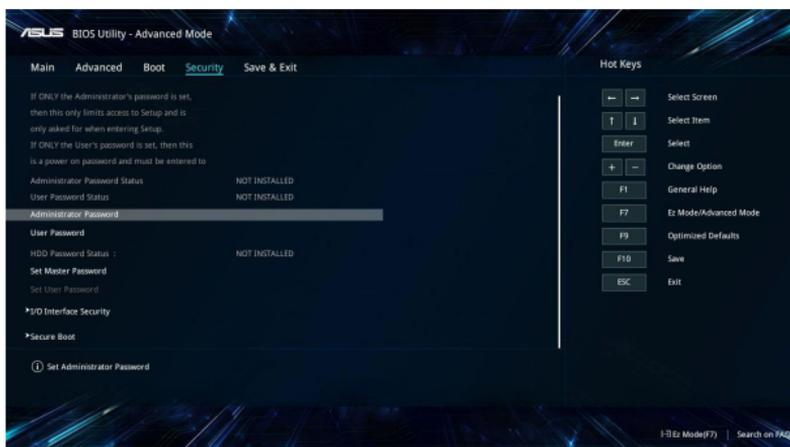 ASUS BIOS Utility - Advanced Mode
Main Advanced Boot Security Save & Exit
If ONLY the Administrator's password is set,
then this only limits access to Setup and is
only asked for when entering Setup.
If ONLY the User's password is set, then this
is a power on password and must be entered to
Administrator Password Status NOT INSTALLED
User Password Status NOT INSTALLED
Administrator Password
User Password
HDD Password Status : NOT INSTALLED
Set Master Password
Set User Password
I/O Interface Security
Secure Boot
Set Administrator Password
Hot Keys
← → Select Screen
↑ ↓ Select Item
Enter Select
+ − Change Option
F1 General Help
F7 Ez Mode/Advanced Mode
F9 Optimized Defaults
F10 Save
ESC Exit
Ez Mode(F7) | Search on FAQ